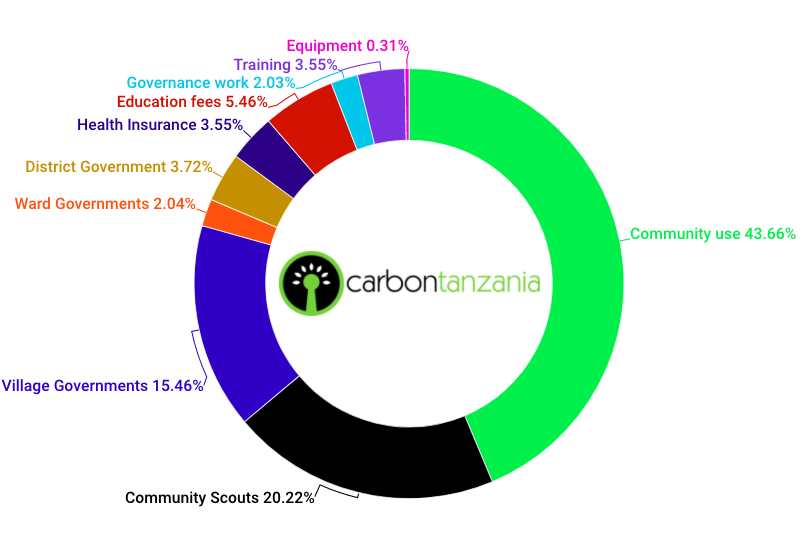 Equipment 0.31%
Training 3.55%
Governance work 2.03%
Education fees 5.46%
Health Insurance 3.55%
District Government 3.72%
Ward Governments 2.04%
Community use 43.66%
carbontanzania
Village Governments 15.46%
Community Scouts 20.22%